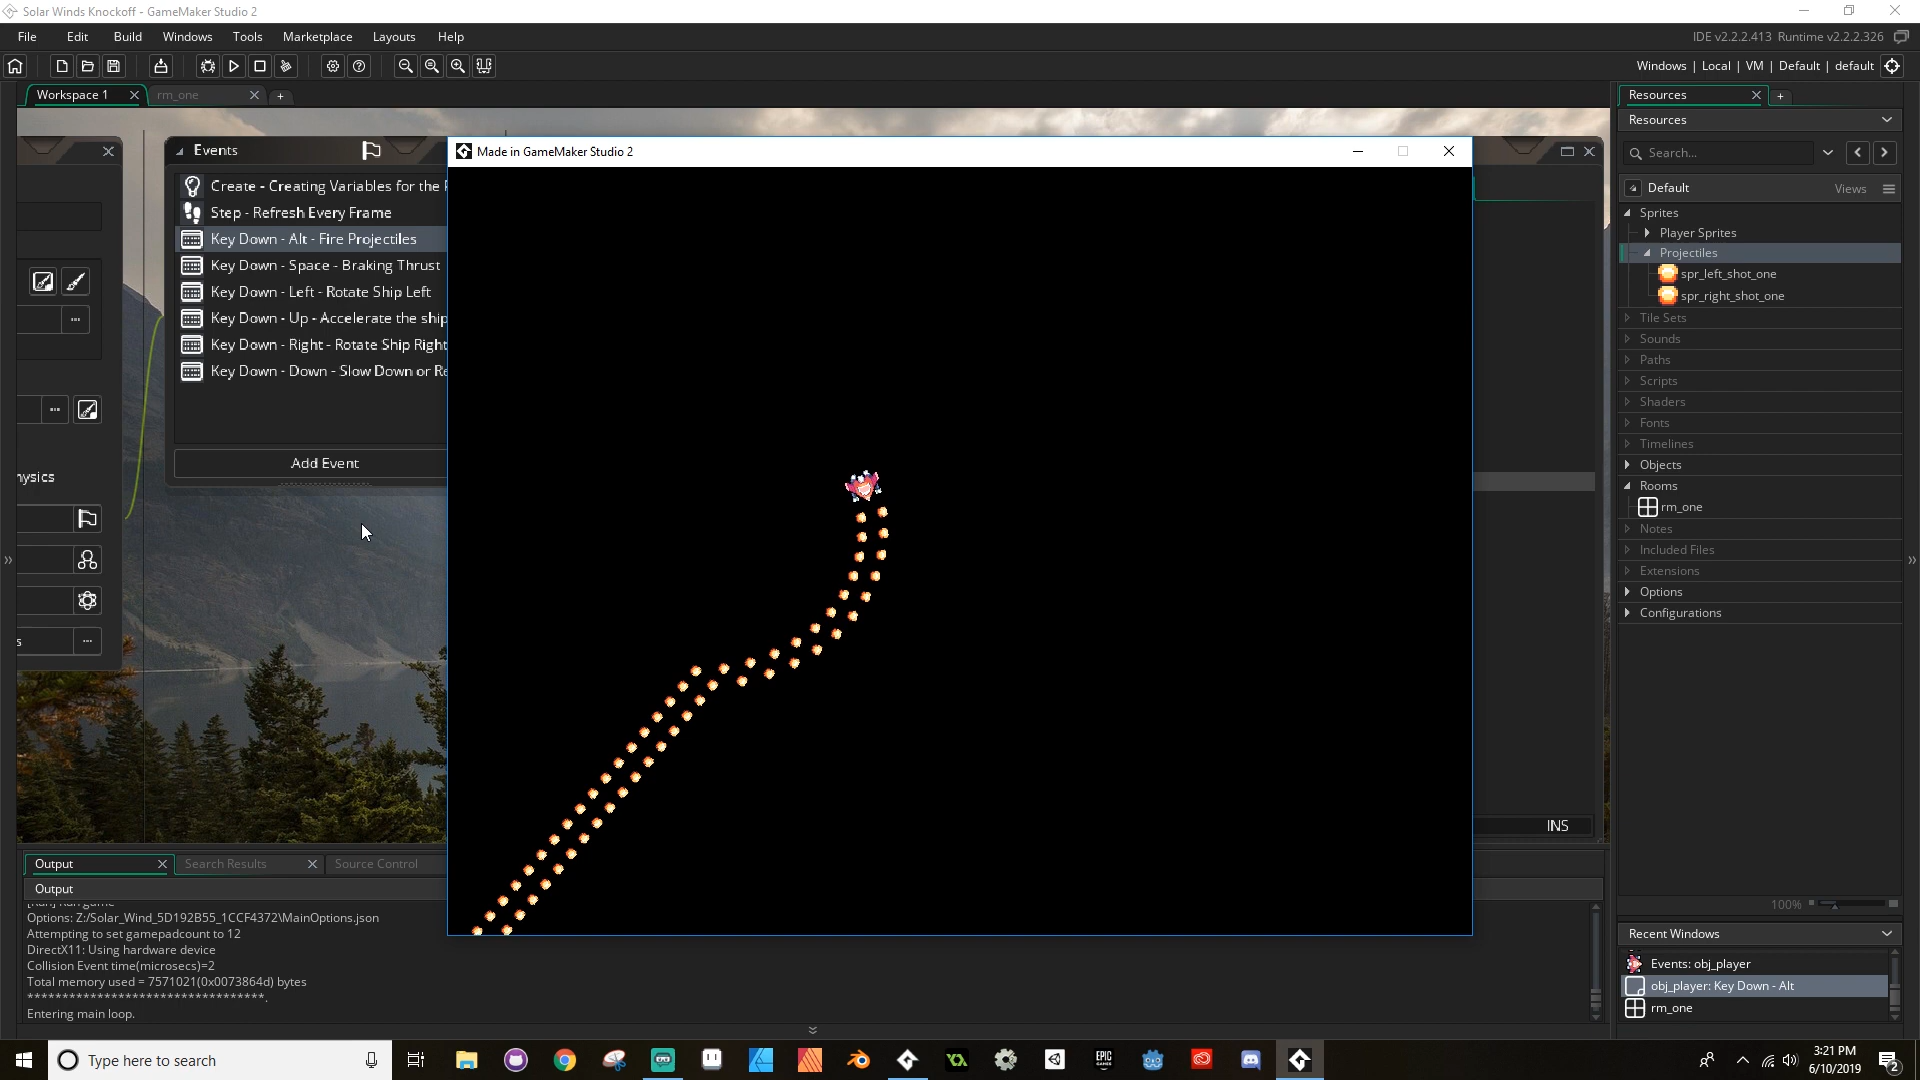 Solar Winds Knockoff - GameMaker Studio 2
File Edit Build Windows Tools Marketplace Layouts Help
IDE v2.2.2.413 Runtime v2.2.2.326
Windows | Local | VM | Default | default
Workspace 1
rm_one
+
Resources
+
Resources
Search...
Default
Views
Sprites
Player Sprites
Projectiles
spr_left_shot_one
spr_right_shot_one
Tile Sets
Sounds
Paths
Scripts
Shaders
Fonts
Timelines
Objects
Rooms
rm_one
Notes
Included Files
Extensions
Options
Configurations
100%
Recent Windows
Events: obj_player
obj_player: Key Down - Alt
rm_one
Events
Create - Creating Variables for the
Step - Refresh Every Frame
Key Down - Alt - Fire Projectiles
Key Down - Space - Braking Thrust
Key Down - Left - Rotate Ship Left
Key Down - Up - Accelerate the ship
Key Down - Right - Rotate Ship Right
Key Down - Down - Slow Down or Re
Add Event
Made in GameMaker Studio 2
INS
Output
Search Results
Source Control
Output
Options: Z:/Solar_Wind_5D192B55_1CCF4372\MainOptions.json
Attempting to set gamepadcount to 12
DirectX11: Using hardware device
Collision Event time(microsecs)=2
Total memory used = 7571021(0x0073864d) bytes
**********************************.
Entering main loop.
Type here to search
EPIC GAMES
3:21 PM
6/10/2019
2